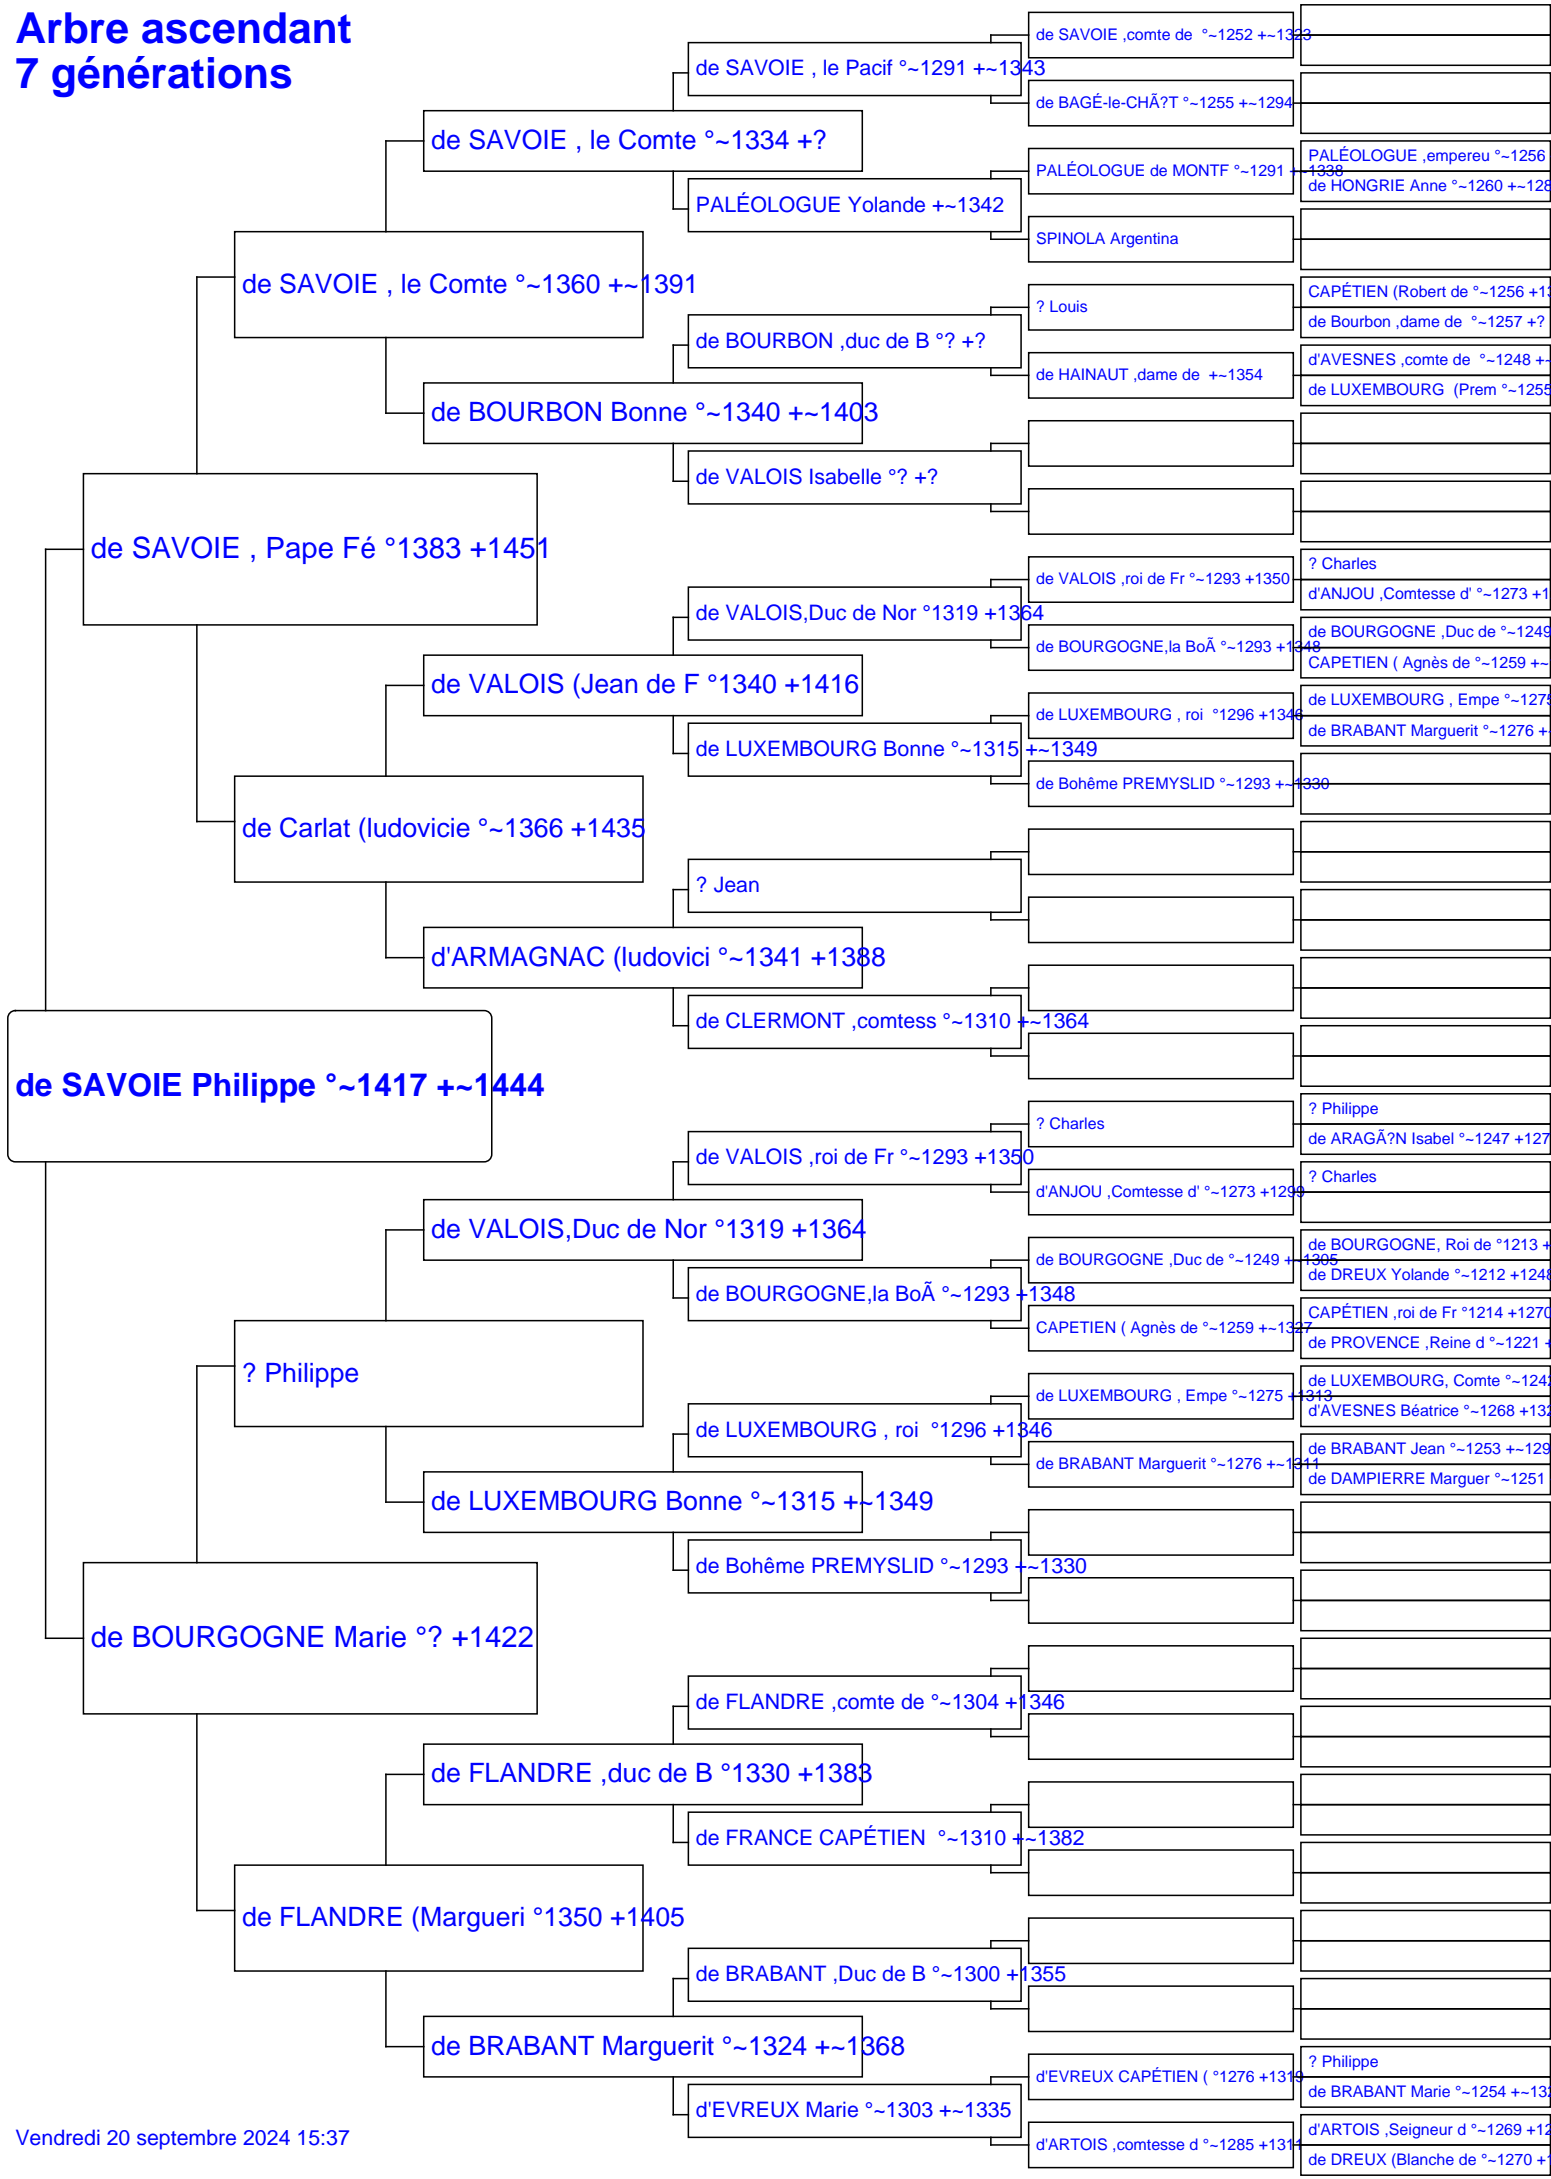 Arbre ascendant
7 générations
de SAVOIE Philippe °~1417 +~1444
de SAVOIE , Pape Fé °1383 +1451
de BOURGOGNE Marie °? +1422
de SAVOIE , le Comte °~1360 +~1391
de Carlat (ludovicie °~1366 +1435
? Philippe
de FLANDRE (Margueri °1350 +1405
de SAVOIE , le Comte °~1334 +?
de BOURBON Bonne °~1340 +~1403
de VALOIS (Jean de F °1340 +1416
d'ARMAGNAC (ludovici °~1341 +1388
de VALOIS,Duc de Nor °1319 +1364
de LUXEMBOURG Bonne °~1315 +~1349
de FLANDRE ,duc de B °1330 +1383
de BRABANT Marguerit °~1324 +~1368
de SAVOIE , le Pacif °~1291 +~1343
PALÉOLOGUE Yolande +~1342
de BOURBON ,duc de B °? +?
de VALOIS Isabelle °? +?
de VALOIS,Duc de Nor °1319 +1364
de LUXEMBOURG Bonne °~1315 +~1349
? Jean
de CLERMONT ,comtess °~1310 +~1364
de VALOIS ,roi de Fr °~1293 +1350
de BOURGOGNE,la BoÃ °~1293 +1348
de LUXEMBOURG , roi  °1296 +1346
de Bohême PREMYSLID °~1293 +~1330
de FLANDRE ,comte de °~1304 +1346
de FRANCE CAPÉTIEN  °~1310 +~1382
de BRABANT ,Duc de B °~1300 +1355
d'EVREUX Marie °~1303 +~1335
de SAVOIE ,comte de  °~1252 +~1323
de BAGÉ-le-CHÃ?T °~1255 +~1294
PALÉOLOGUE de MONTF °~1291 +~1338
SPINOLA Argentina
? Louis
de HAINAUT ,dame de  +~1354
de VALOIS ,roi de Fr °~1293 +1350
de BOURGOGNE,la BoÃ °~1293 +1348
de LUXEMBOURG , roi  °1296 +1346
de Bohême PREMYSLID °~1293 +~1330
? Charles
d'ANJOU ,Comtesse d' °~1273 +1299
de BOURGOGNE ,Duc de °~1249 +~1305
CAPETIEN ( Agnès de °~1259 +~1327
de LUXEMBOURG , Empe °~1275 +1313
de BRABANT Marguerit °~1276 +~1311
d'EVREUX CAPÉTIEN ( °1276 +1319
d'ARTOIS ,comtesse d °~1285 +1311
PALÉOLOGUE ,empereu °~1256
de HONGRIE Anne °~1260 +~128
CAPÉTIEN (Robert de °~1256 +13
de Bourbon ,dame de  °~1257 +?
d'AVESNES ,comte de  °~1248 +~
de LUXEMBOURG  (Prem °~1255
? Charles
d'ANJOU ,Comtesse d' °~1273 +1
de BOURGOGNE ,Duc de °~1249
CAPETIEN ( Agnès de °~1259 +~
de LUXEMBOURG , Empe °~1275
de BRABANT Marguerit °~1276 +~
? Philippe
de ARAGÃ?N Isabel °~1247 +127
? Charles
de BOURGOGNE, Roi de °1213 +
de DREUX Yolande °~1212 +1248
CAPÉTIEN ,roi de Fr °1214 +1270
de PROVENCE ,Reine d °~1221 +
de LUXEMBOURG, Comte °~1242
d'AVESNES Béatrice °~1268 +132
de BRABANT Jean °~1253 +~129
de DAMPIERRE Marguer °~1251
? Philippe
de BRABANT Marie °~1254 +~132
d'ARTOIS ,Seigneur d °~1269 +12
de DREUX (Blanche de °~1270 +1
Vendredi 20 septembre 2024 15:37